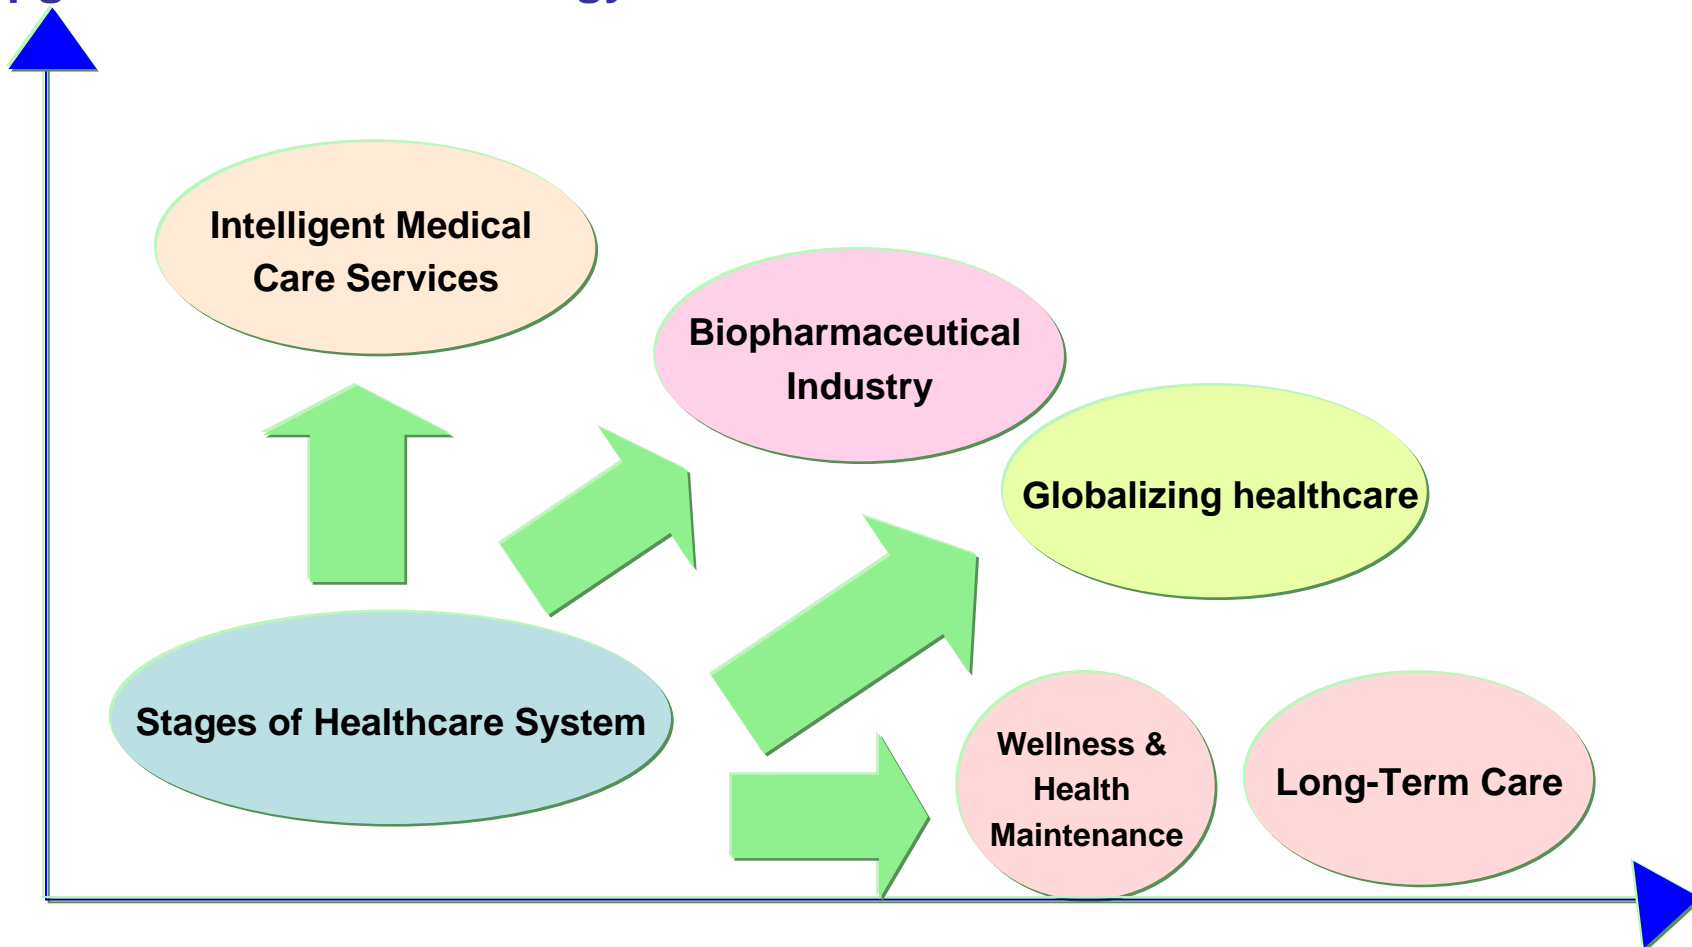 Intelligent Medical
Care Services
Biopharmaceutical
Industry
Globalizing healthcare
Stages of Healthcare System
Wellness &
Health
Maintenance
Long-Term Care